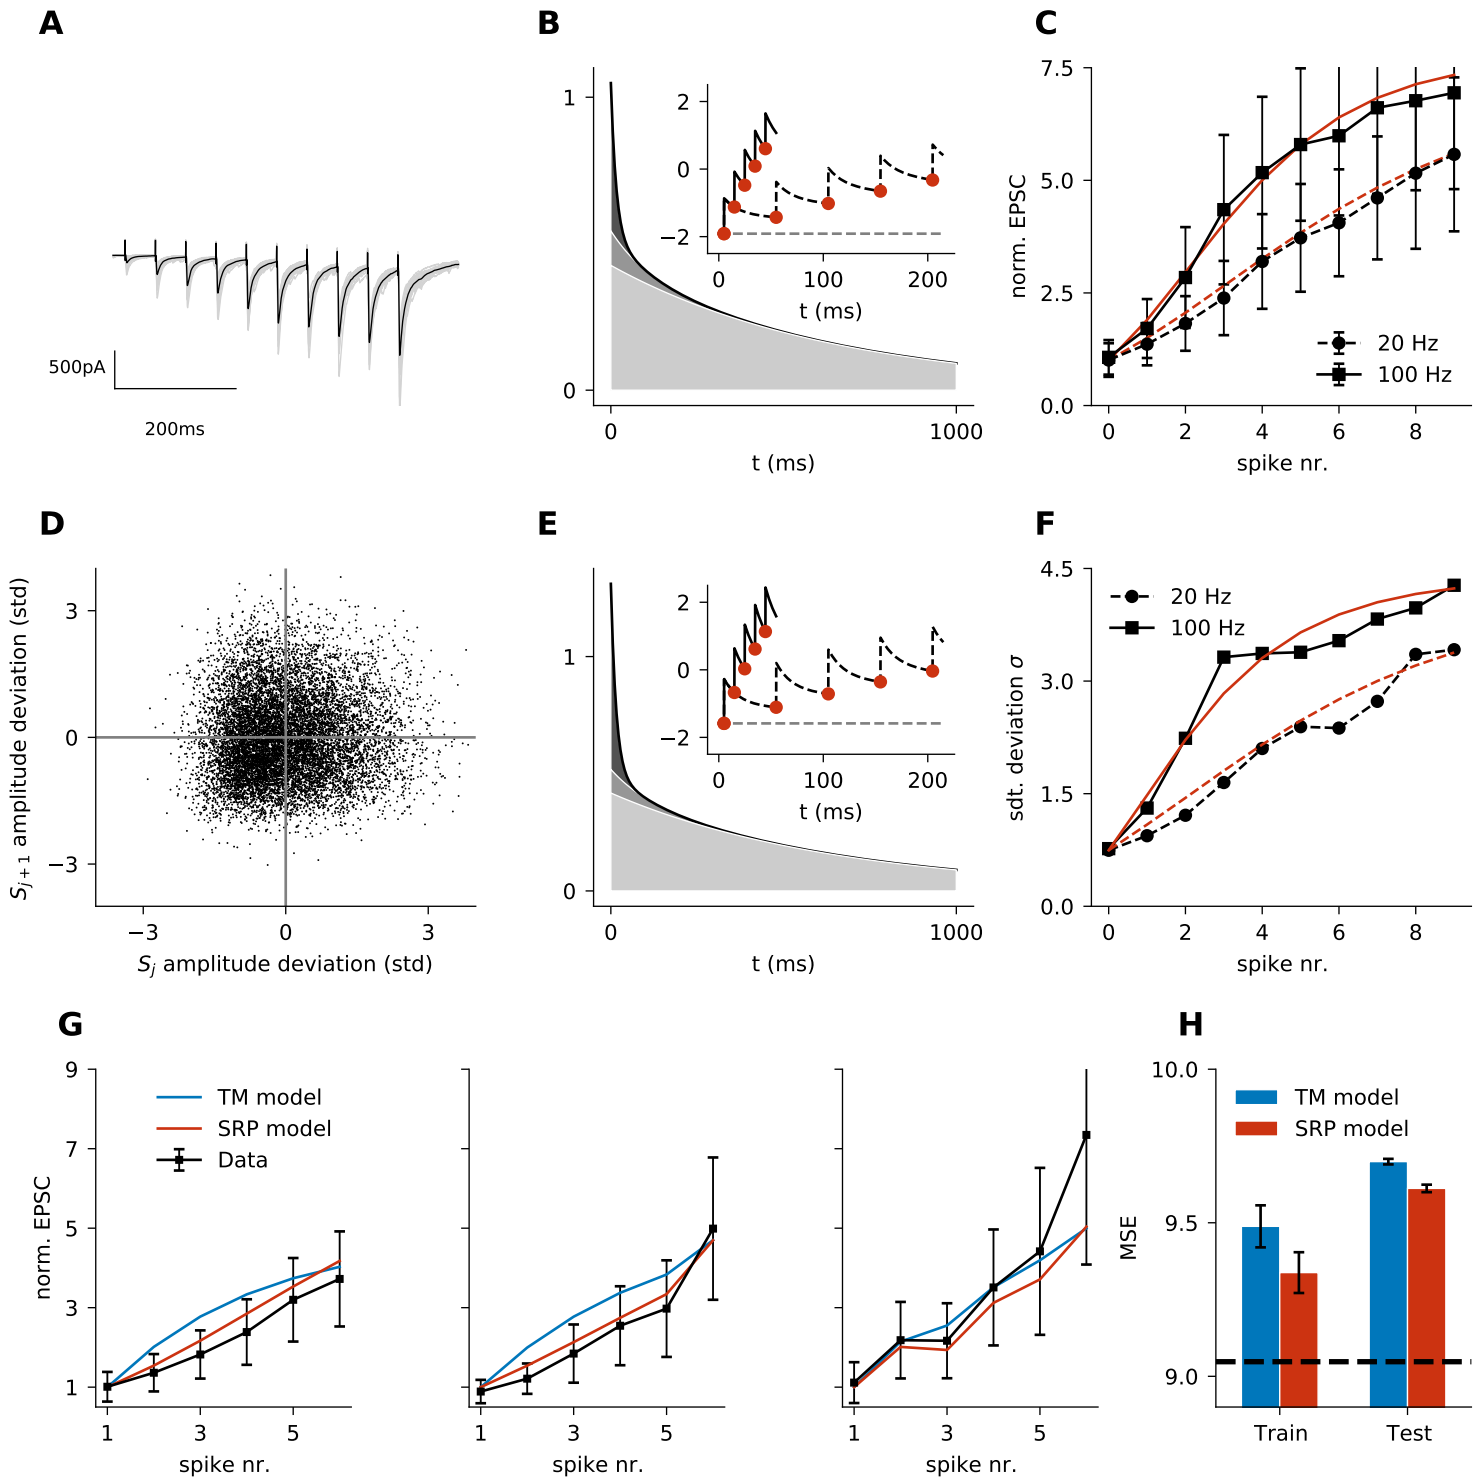 A
500pA
200ms
B
1
0
0
1000
t (ms)
2
0
−2
0
100
200
t (ms)
C
7.5
5.0
2.5
0.0
norm. EPSC
20 Hz
100 Hz
0
2
4
6
8
spike nr.
D
3
0
−3
S_{j+1} amplitude deviation (std)
−3
0
3
S_j amplitude deviation (std)
E
1
0
0
1000
t (ms)
2
0
−2
0
100
200
t (ms)
F
4.5
3.0
1.5
0.0
sdt. deviation σ
20 Hz
100 Hz
0
2
4
6
8
spike nr.
G
9
7
5
3
1
norm. EPSC
TM model
SRP model
Data
1
3
5
spike nr.
1
3
5
spike nr.
1
3
5
spike nr.
H
10.0
9.5
9.0
MSE
TM model
SRP model
Train
Test